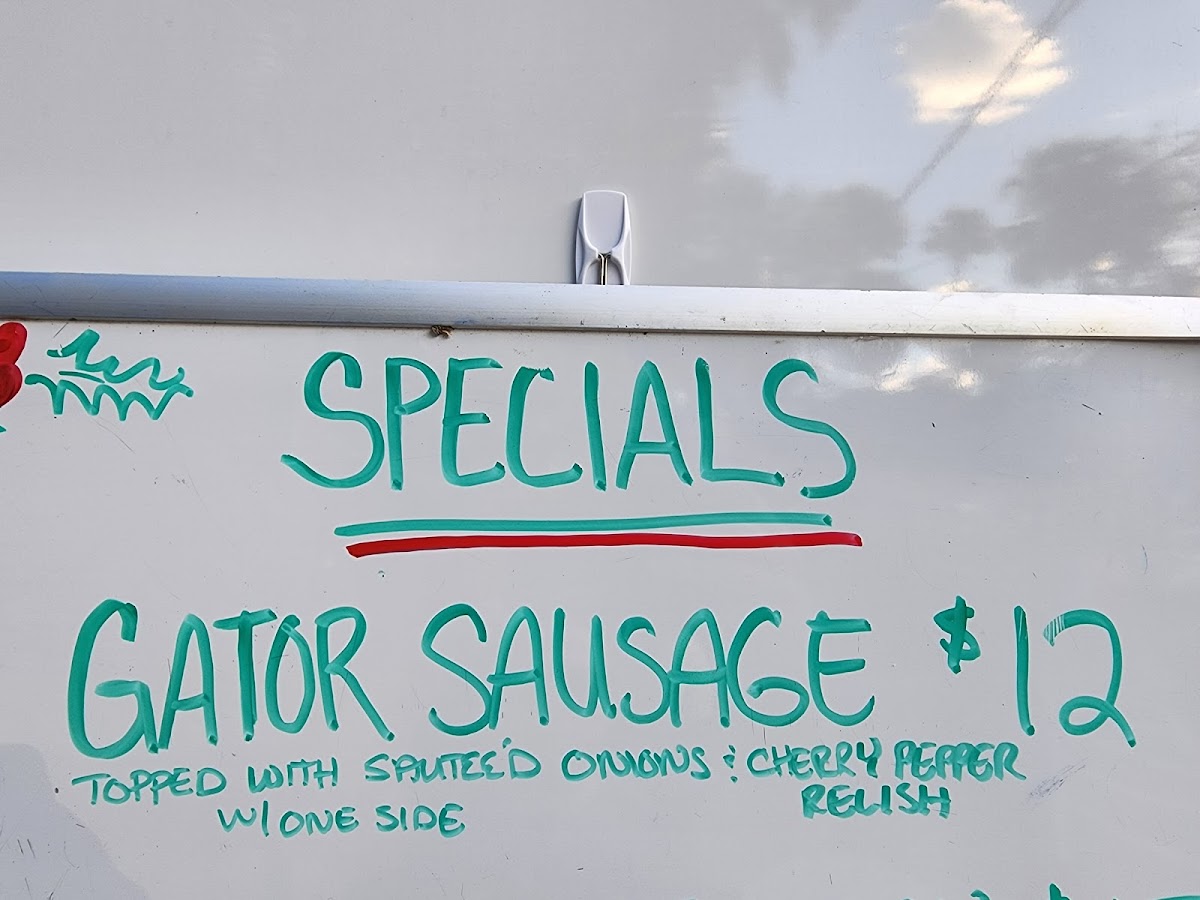 SPECIALS
GATOR SAUSAGE $12
TOPPED WITH SAUTEE'D ONIONS & CHERRY PEPPER
RELISH
W/ ONE SIDE